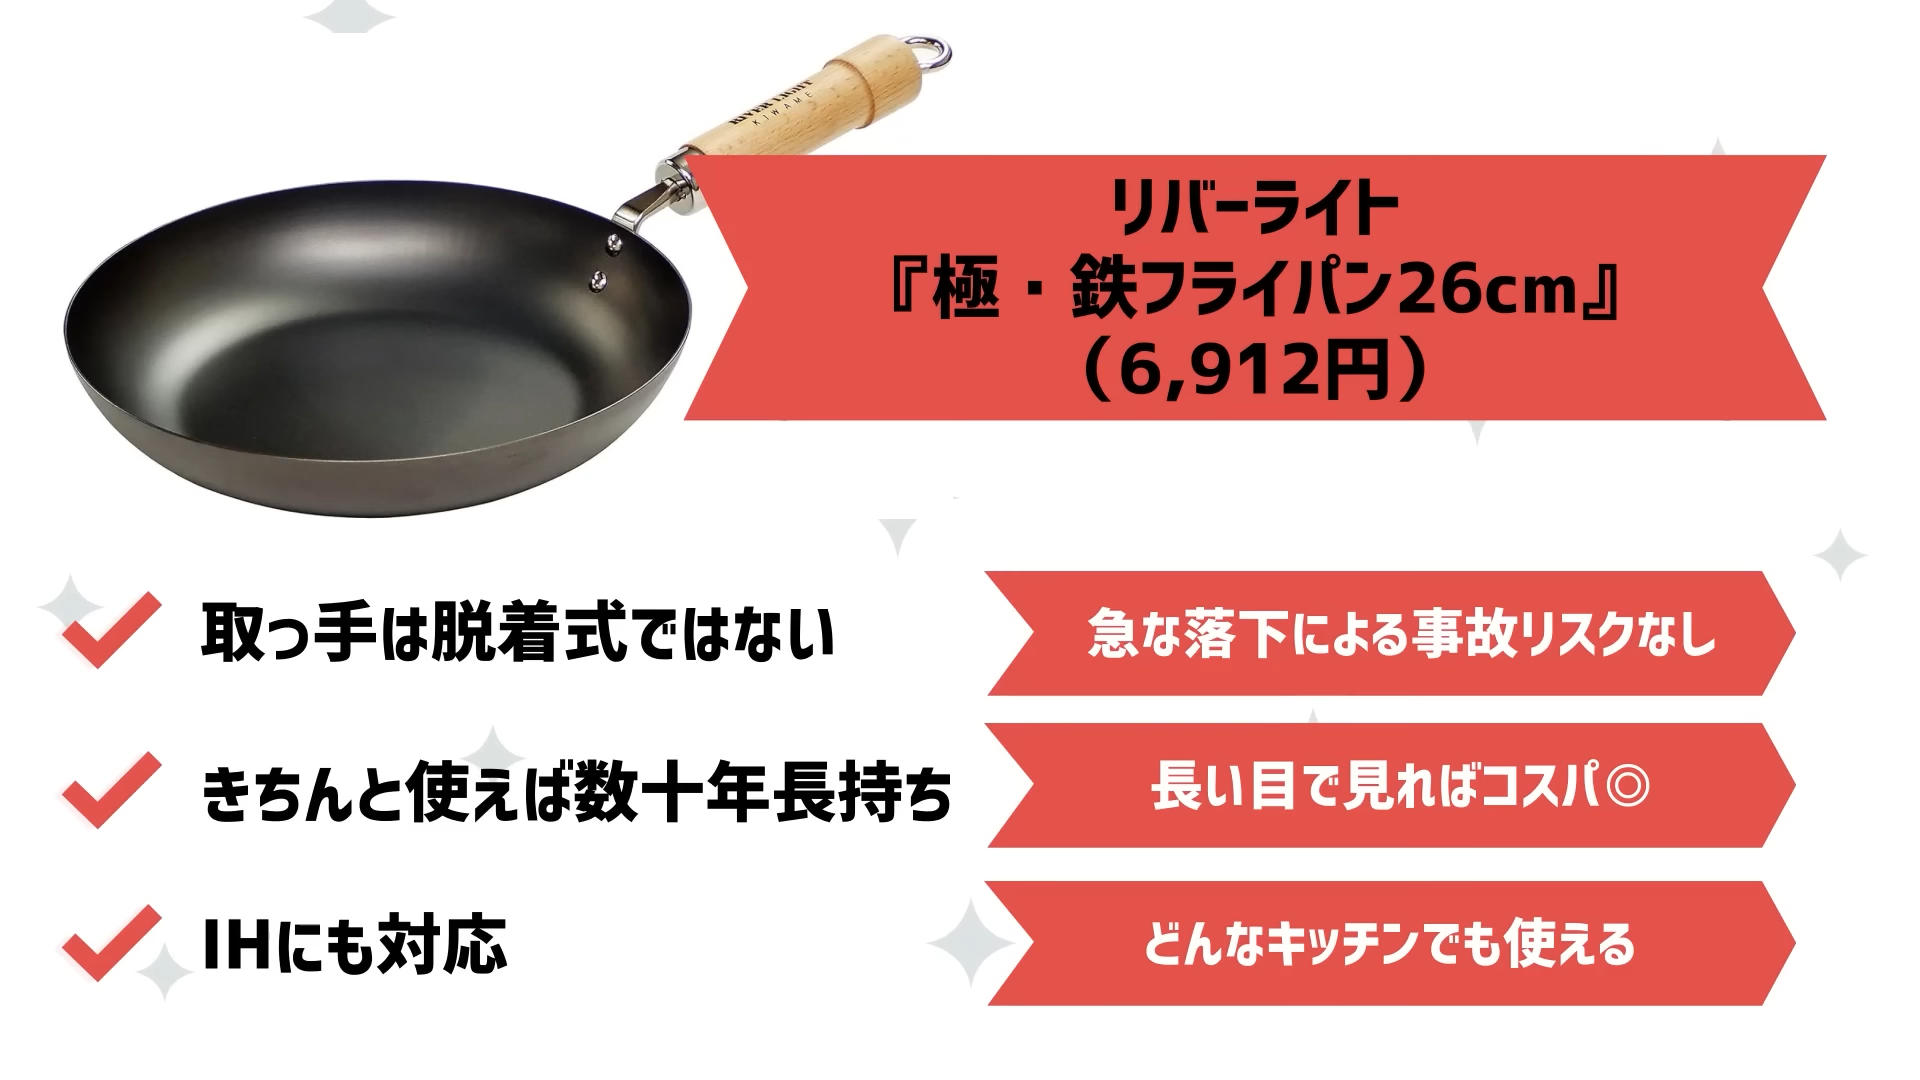 RIVER LIGHT
KIWAME
リバーライト
『極・鉄フライパン26cm』
（6,912円）
取っ手は脱着式ではない
急な落下による事故リスクなし
きちんと使えば数十年長持ち
長い目で見ればコスパ◎
IHにも対応
どんなキッチンでも使える